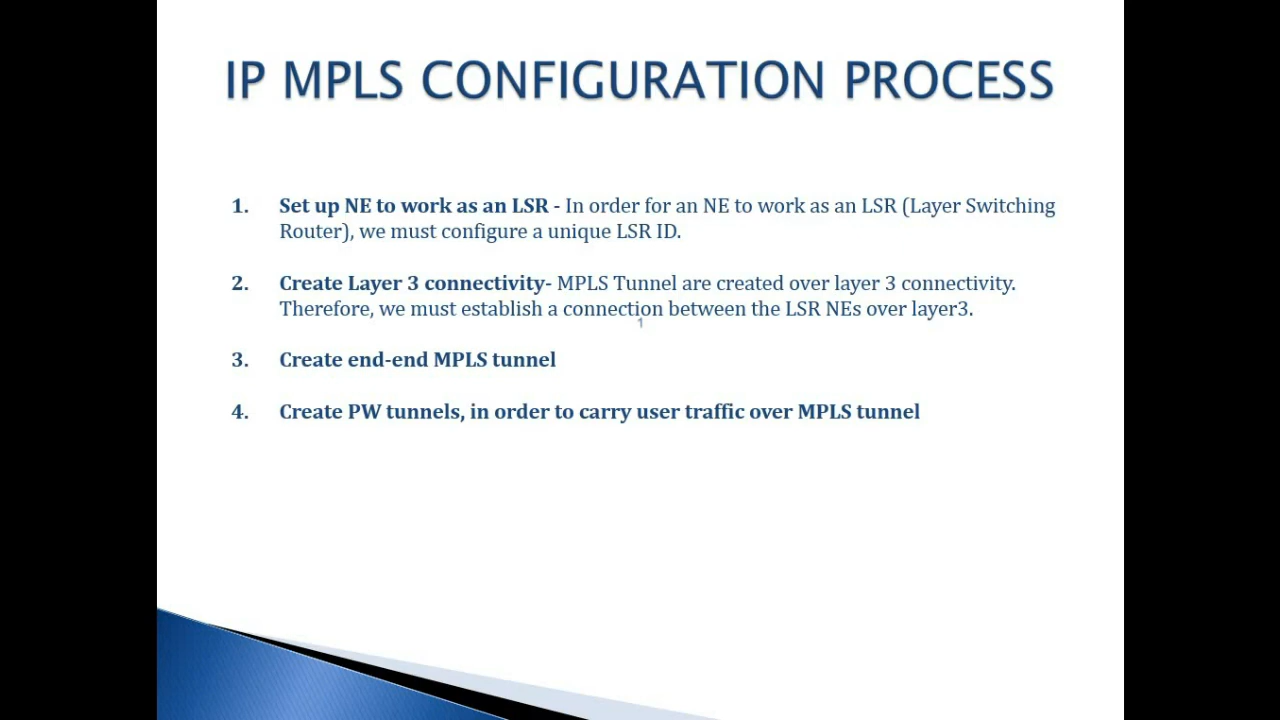 IP MPLS CONFIGURATION PROCESS
1. Set up NE to work as an LSR - In order for an NE to work as an LSR (Layer Switching
Router), we must configure a unique LSR ID.
2. Create Layer 3 connectivity- MPLS Tunnel are created over layer 3 connectivity.
Therefore, we must establish a connection between the LSR NEs over layer3.
1
3. Create end-end MPLS tunnel
4. Create PW tunnels, in order to carry user traffic over MPLS tunnel